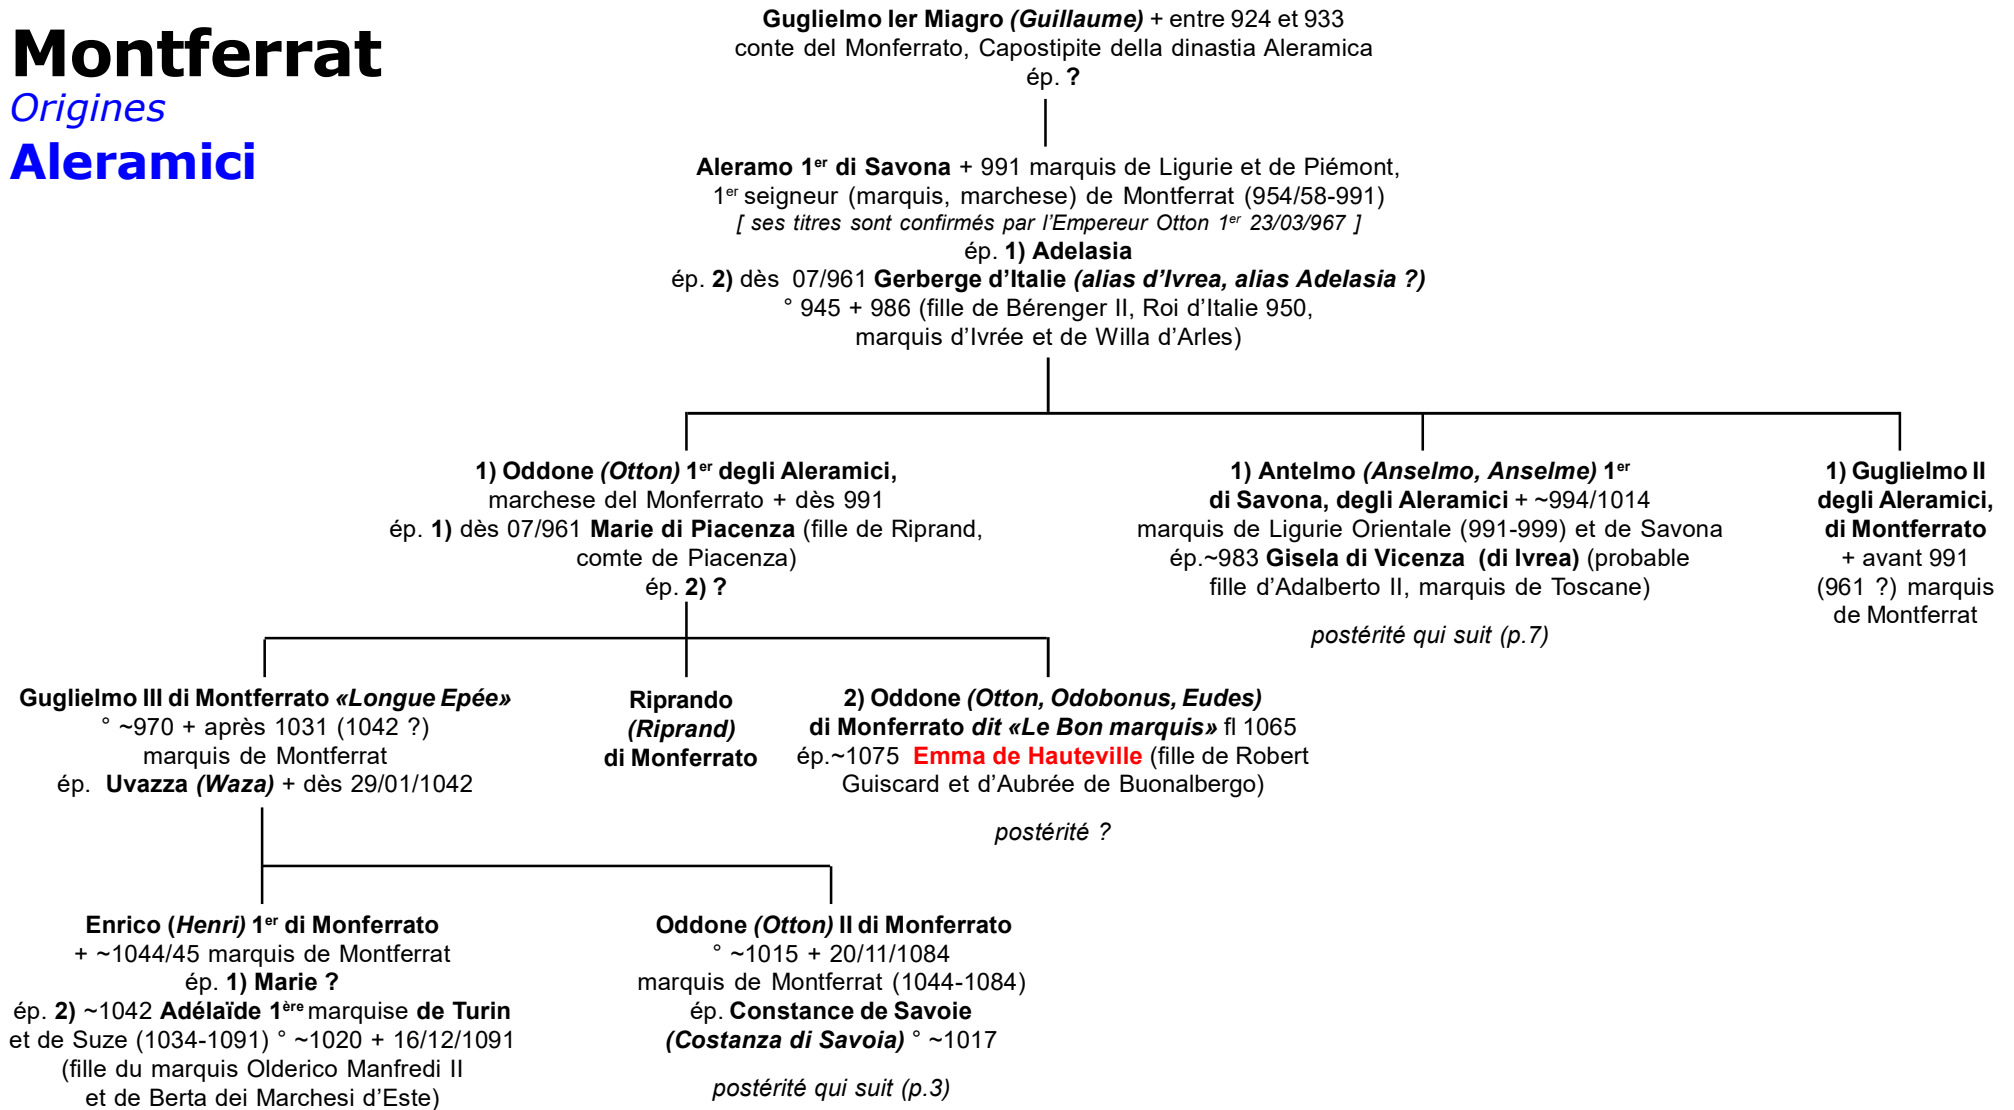 Montferrat
Origines
Aleramici
Guglielmo Ier Miagro (Guillaume) + entre 924 et 933
conte del Monferrato, Capostipite della dinastia Aleramica
ép. ?
Aleramo 1er di Savona + 991 marquis de Ligurie et de Piémont,
1er seigneur (marquis, marchese) de Montferrat (954/58-991)
[ ses titres sont confirmés par l'Empereur Otton 1er 23/03/967 ]
ép. 1) Adelasia
ép. 2) dès 07/961 Gerberge d'Italie (alias d'Ivrea, alias Adelasia ?)
° 945 + 986 (fille de Bérenger II, Roi d'Italie 950,
marquis d'Ivrée et de Willa d'Arles)
1) Oddone (Otton) 1er degli Aleramici,
marchese del Monferrato + dès 991
ép. 1) dès 07/961 Marie di Piacenza (fille de Riprand,
comte de Piacenza)
ép. 2) ?
1) Antelmo (Anselmo, Anselme) 1er
di Savona, degli Aleramici + ~994/1014
marquis de Ligurie Orientale (991-999) et de Savona
ép.~983 Gisela di Vicenza (di Ivrea) (probable
fille d'Adalberto II, marquis de Toscane)
postérité qui suit (p.7)
1) Guglielmo II
degli Aleramici,
di Montferrato
+ avant 991
(961 ?) marquis
de Montferrat
Guglielmo III di Montferrato «Longue Epée»
° ~970 + après 1031 (1042 ?)
marquis de Montferrat
ép. Uvazza (Waza) + dès 29/01/1042
Riprando
(Riprand)
di Monferrato
2) Oddone (Otton, Odobonus, Eudes)
di Monferrato dit «Le Bon marquis» fl 1065
ép.~1075 Emma de Hauteville (fille de Robert
Guiscard et d'Aubrée de Buonalbergo)
postérité ?
Enrico (Henri) 1er di Monferrato
+ ~1044/45 marquis de Montferrat
ép. 1) Marie ?
ép. 2) ~1042 Adélaïde 1ère marquise de Turin
et de Suze (1034-1091) ° ~1020 + 16/12/1091
(fille du marquis Olderico Manfredi II
et de Berta dei Marchesi d'Este)
Oddone (Otton) II di Monferrato
° ~1015 + 20/11/1084
marquis de Montferrat (1044-1084)
ép. Constance de Savoie
(Costanza di Savoia) ° ~1017
postérité qui suit (p.3)